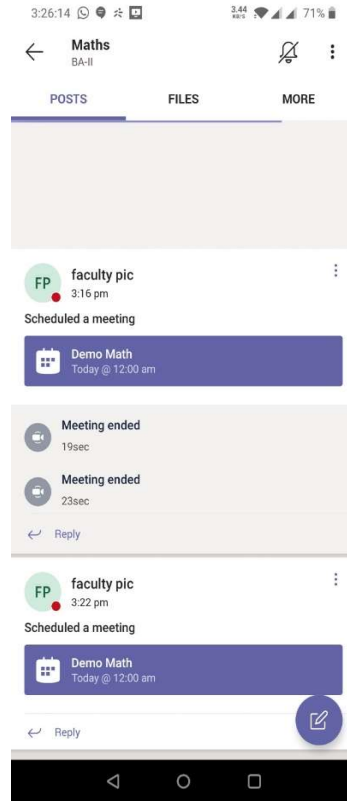 3:26:14 3.44 KB/S 71%
Maths
BA-II
POSTS FILES MORE
FP faculty pic
3:16 pm
Scheduled a meeting
Demo Math
Today @ 12:00 am
Meeting ended
19sec
Meeting ended
23sec
Reply
FP faculty pic
3:22 pm
Scheduled a meeting
Demo Math
Today @ 12:00 am
Reply